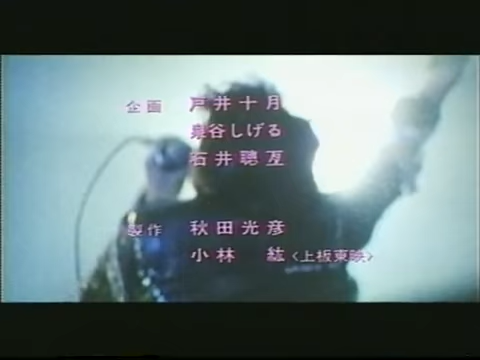 企画 戸井十月
泉谷しげる
石井聰亙
製作 秋田光彦
小林 紘〈上板東映〉